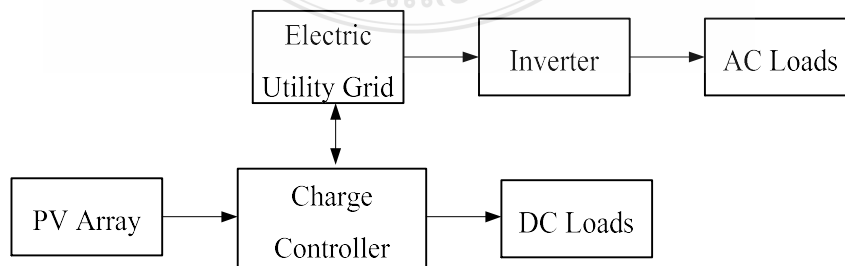 Electric
Utility Grid
Inverter
AC Loads
PV Array
Charge
Controller
DC Loads